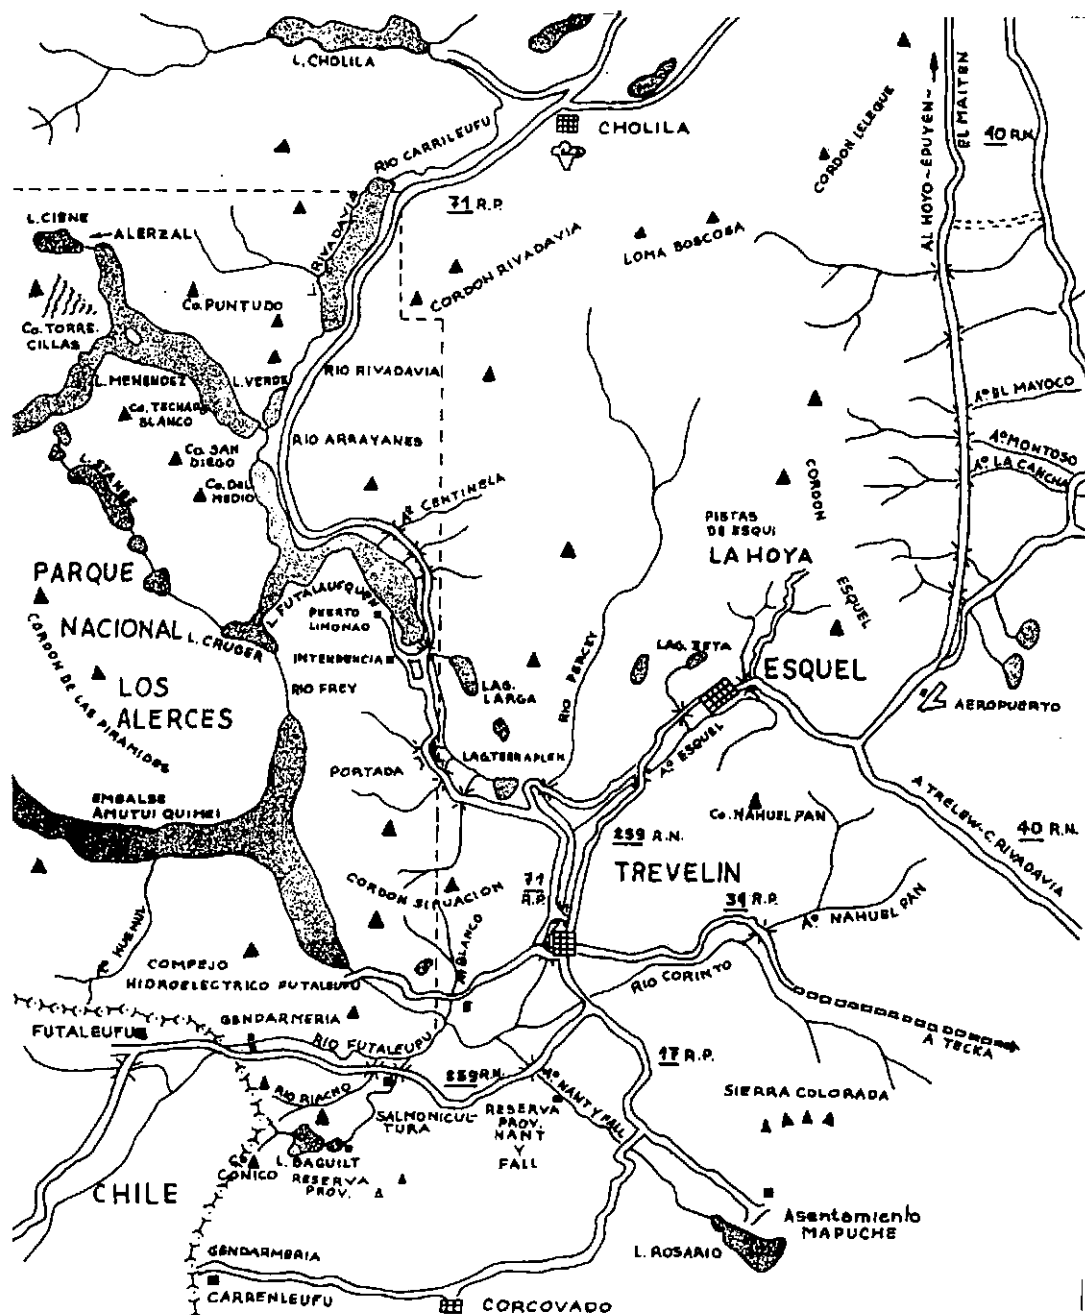 L. CHOLILA
CHOLILA
RIO CARRILEUFU
71 R.P.
CORDON LELEQUE
AL HOYO-EPUYEN-
EL MAITEN
40 R.N.
L. CISNE
ALERZAL
L. RIVADAVIA
CORDON RIVADAVIA
LOMA BOSCOSA
Co. PUNTUDO
Co. TORRE.
CILLAS
L. MENENDEZ
L. VERDE
RIO RIVADAVIA
Co. TECHADO
BLANCO
RIO ARRAYANES
Co. SAN
DIEGO
Co. DEL
MEDIO
L. STANGE
Aº CENTINELA
Aº EL MAYOCO
Aº MONTOSO
Aº LA CANCHA
PISTAS
DE ESQUI
LA HOYA
CORDON
ESQUEL
PARQUE
NACIONAL
LOS
ALERCES
L. CRUGER
L. FUTALAUFQUEN
PUERTO
LIMONAO
INTENDENCIA
RIO FREY
CORDON DE LAS PIRAMIDES
LAG.
LARGA
RIO PERCEY
LAG. ZETA
ESQUEL
AEROPUERTO
PORTADA
LAG. TERRAPLEN
Aº ESQUEL
EMBALSE
AMUTUI QUIMEI
Co. NAHUEL PAN
A TRELEW-C. RIVADAVIA
40 R.N.
259 R.N.
TREVELIN
71
R.P.
CORDON SITUACION
34 R.P.
Aº NAHUEL PAN
R. HUEMUL
Aº BLANCO
RIO CORINTO
COMPEJO
HIDROELECTRICO FUTALEUFU
FUTALEUFU
GENDARMERIA
RIO FUTALEUFU
A TECKA
17 R.P.
259 R.N.
RIO RIACHO
SALMONICUL-
TURA
Aº NANT Y FALL
RESERVA
PROV.
NANT
Y
FALL
SIERRA COLORADA
Co.
CONICO
L. BAGUILT
RESERVA
PROV.
CHILE
Asentamiento
MAPUCHE
L. ROSARIO
GENDARMERIA
CARRENLEUFU
CORCOVADO